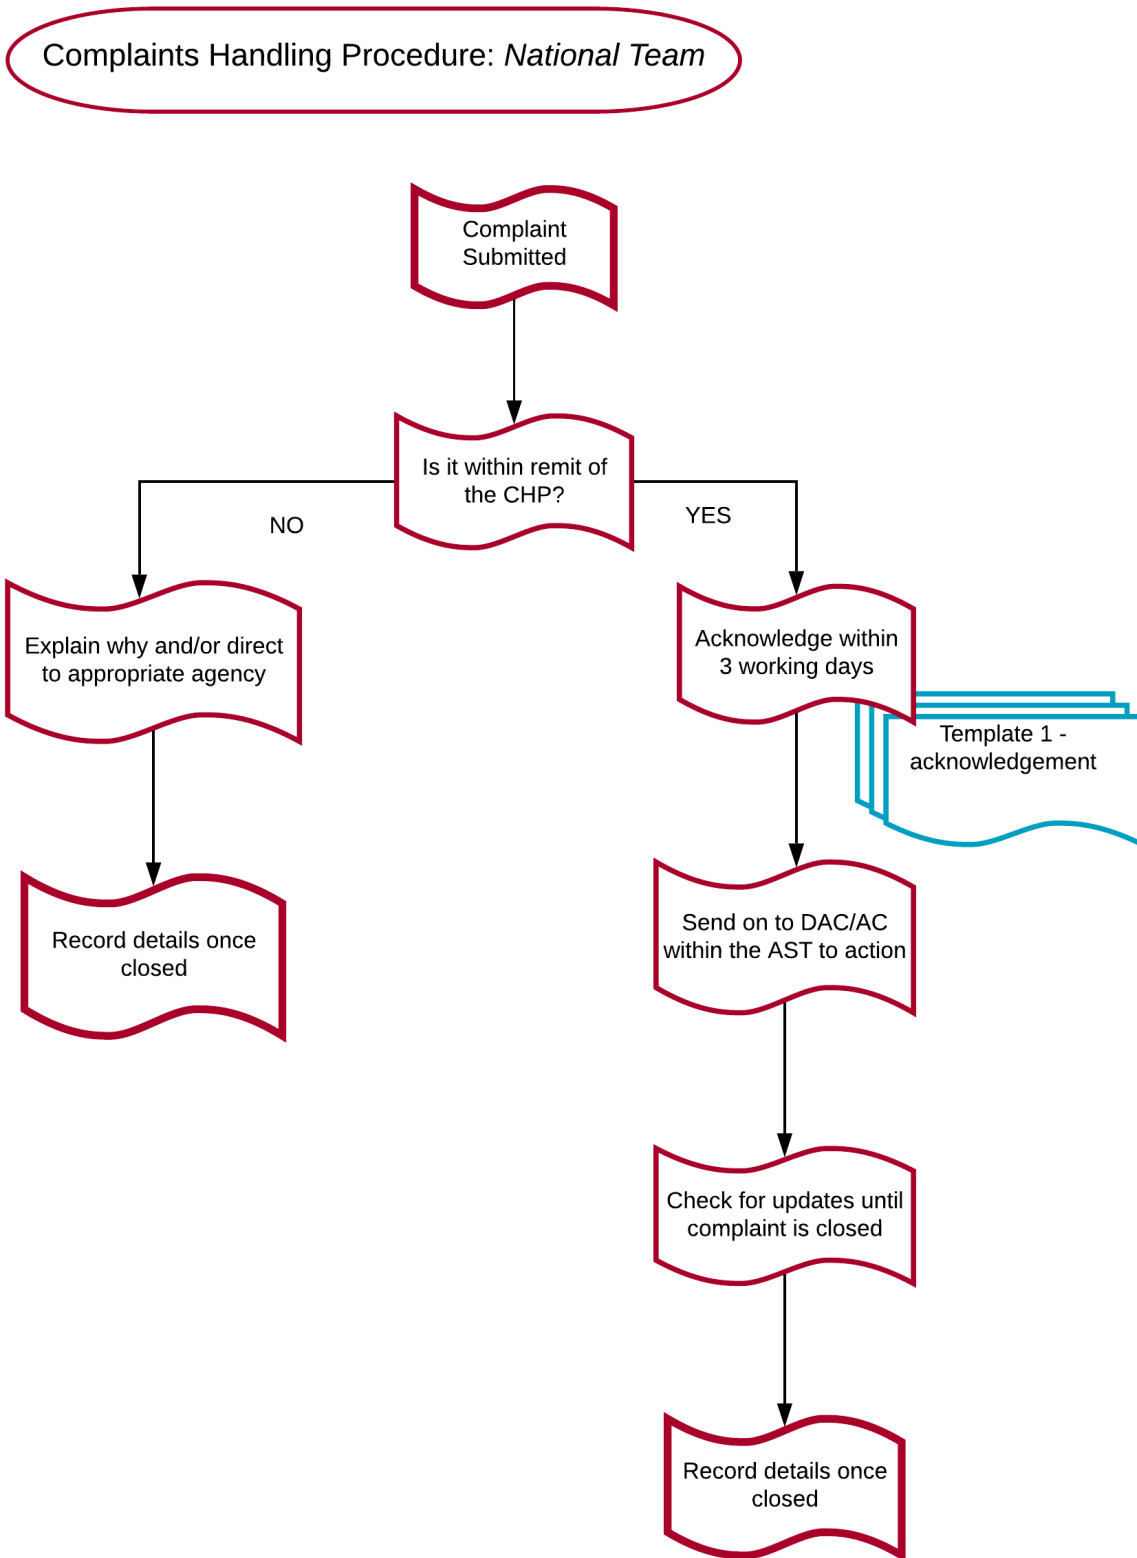 Complaints Handling Procedure: National Team
Complaint
Submitted
Is it within remit of
the CHP?
NO
YES
Explain why and/or direct
to appropriate agency
Acknowledge within
3 working days
Template 1 -
acknowledgement
Record details once
closed
Send on to DAC/AC
within the AST to action
Check for updates until
complaint is closed
Record details once
closed